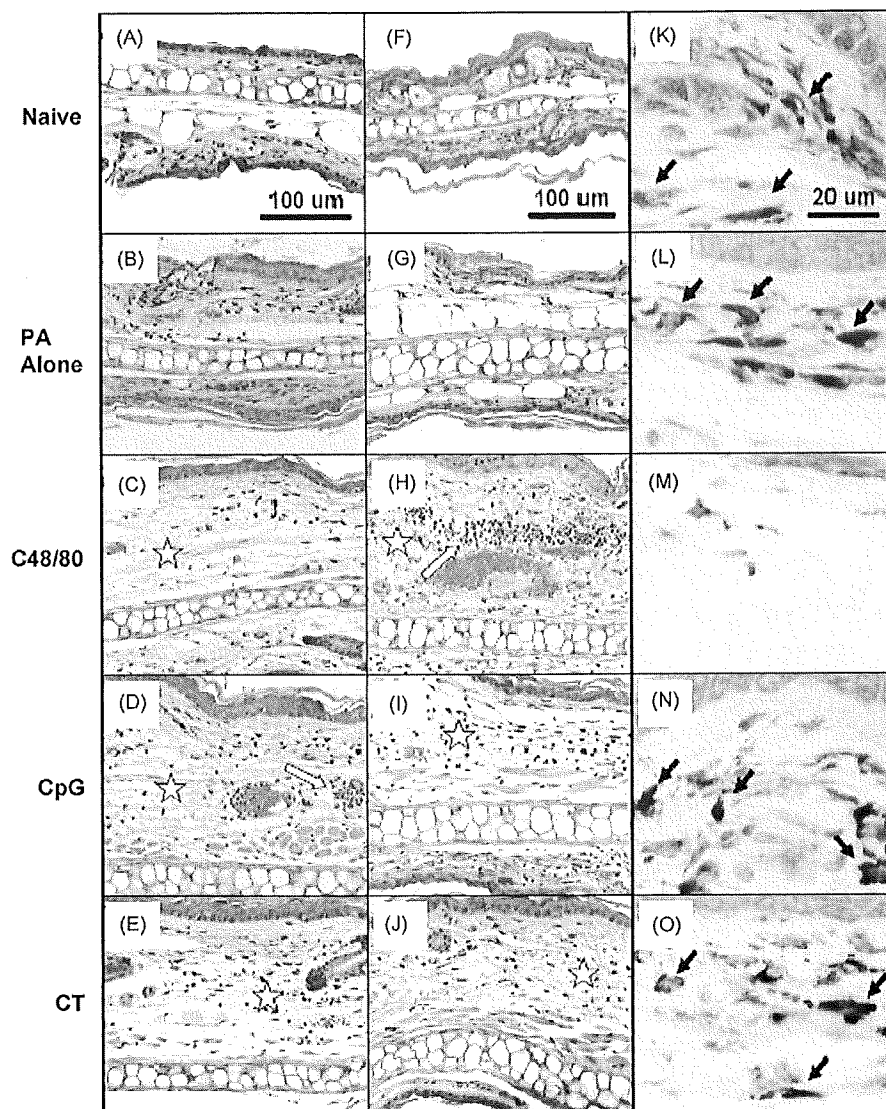 (A)
(F)
(K)
Naive
100 um
100 um
20 um
(B)
(G)
(L)
PA
Alone
(C)
(H)
(M)
C48/80
(D)
(I)
(N)
CpG
(E)
(J)
(O)
CT